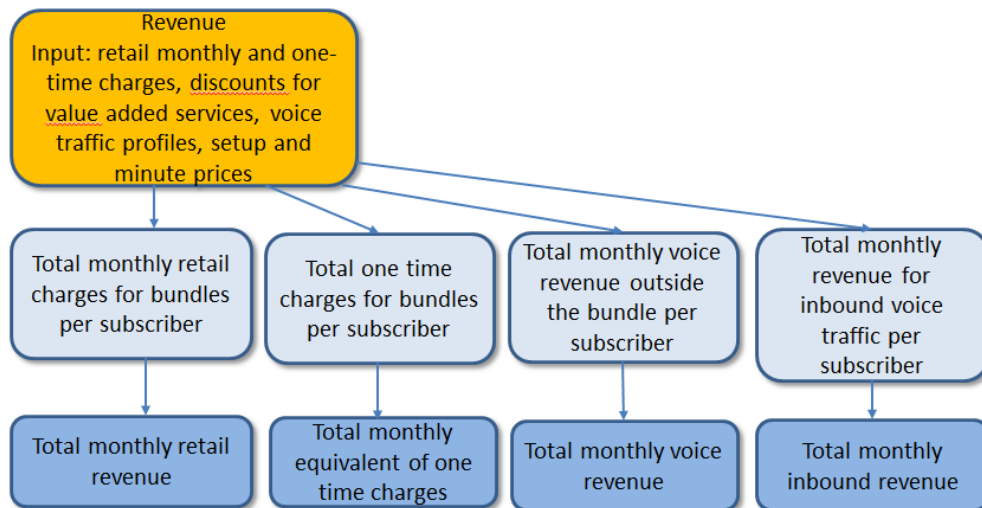 Revenue
Input: retail monthly and one-
time charges, discounts for
value added services, voice
traffic profiles, setup and
minute prices
Total monthly retail
charges for bundles
per subscriber
Total one time
charges for bundles
per subscriber
Total monthly voice
revenue outside
the bundle per
subscriber
Total monhtly
revenue for
inbound voice
traffic per
subscriber
Total monthly retail
revenue
Total monthly
equivalent of one
time charges
Total monthly voice
revenue
Total monthly
inbound revenue